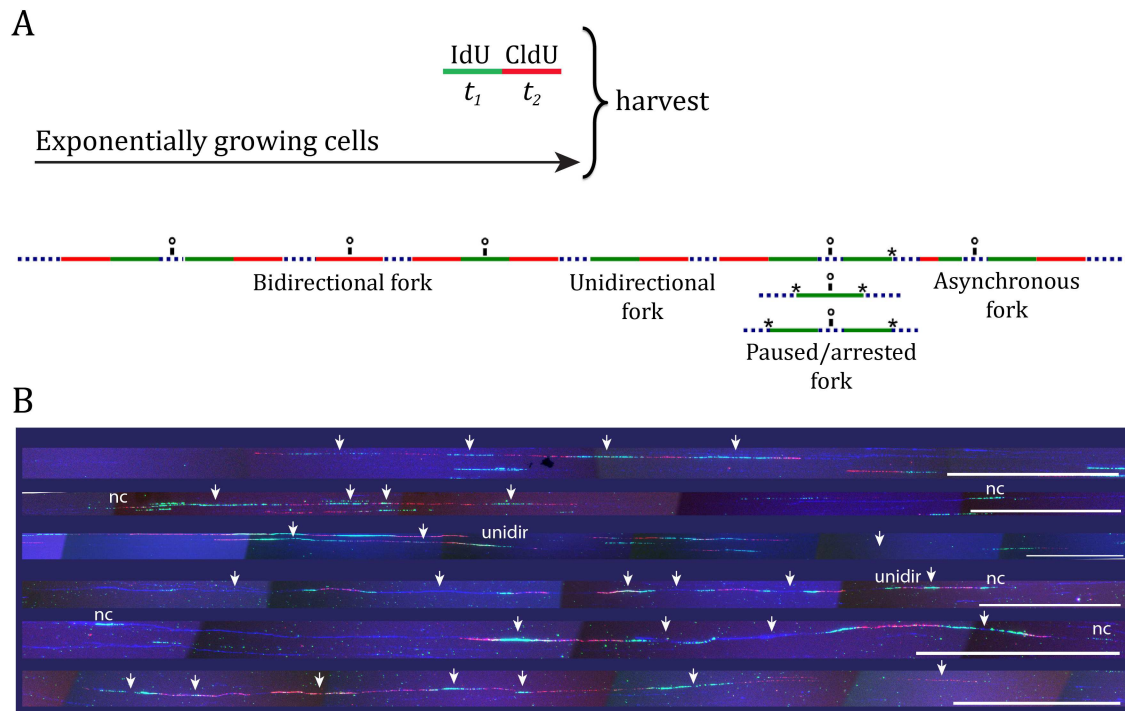 A
IdU CldU
t1 t2
harvest
Exponentially growing cells
Bidirectional fork
Unidirectional
fork
* * *
* *
Paused/arrested
fork
Asynchronous
fork
B
nc
nc
unidir
unidir
nc
nc
nc